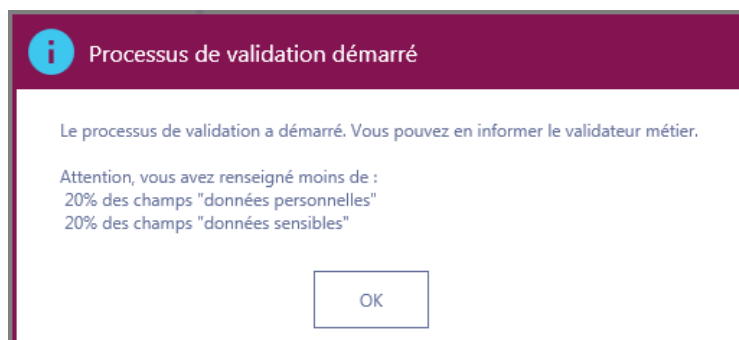 i Processus de validation démarré
Le processus de validation a démarré. Vous pouvez en informer le validateur métier.
Attention, vous avez renseigné moins de :
20% des champs "données personnelles"
20% des champs "données sensibles"
OK